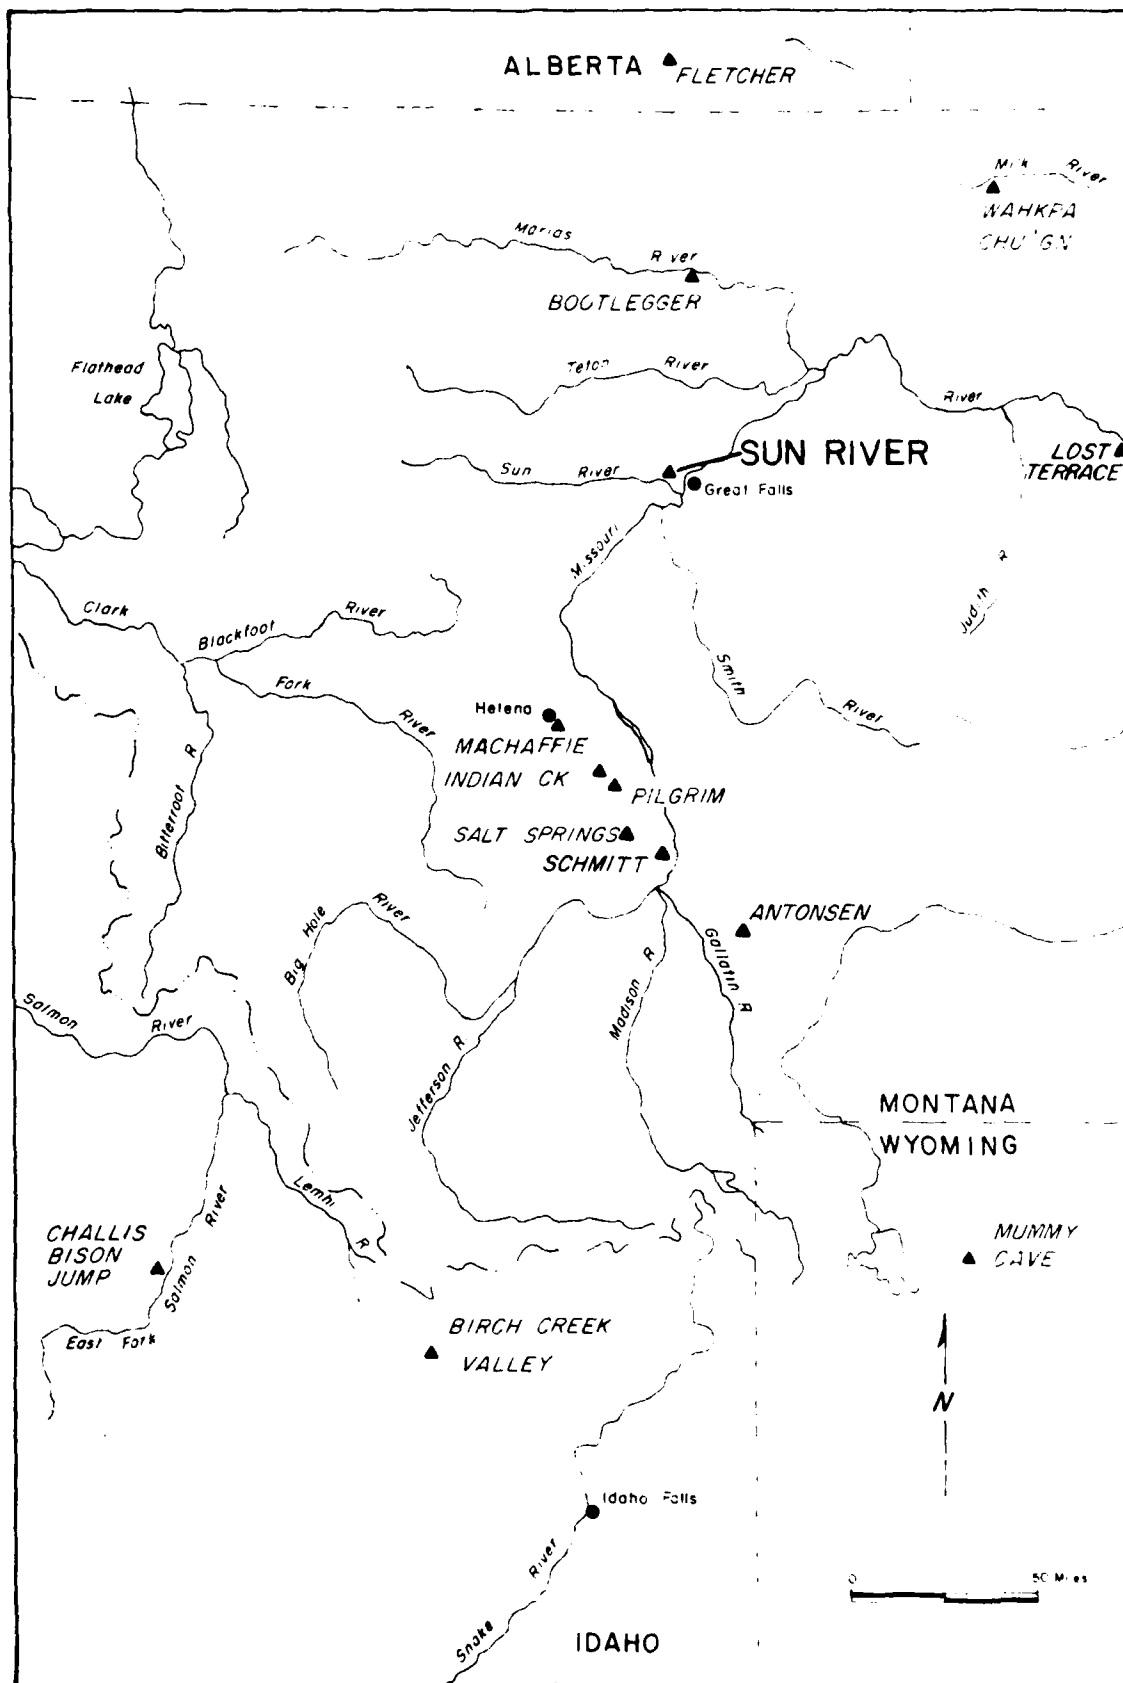 ALBERTA
FLETCHER
Milk River
WAHKPA
CHU'GN
Marias River
BOOTLEGGER
Flathead
Lake
Teton River
River
SUN RIVER
LOST
TERRACE
Sun River
Great Falls
Missouri
Judith R
Clark
Blackfoot River
Fork River
Smith River
Helena
MACHAFFIE
INDIAN CK
PILGRIM
SALT SPRINGS
SCHMITT
Bitterroot R
Big Hole River
ANTONSEN
Gallatin R
Madison R
Jefferson R
Salmon River
MONTANA
WYOMING
Lemhi R
Salmon River
CHALLIS
BISON
JUMP
East Fork
MUMMY
CAVE
BIRCH CREEK
VALLEY
N
Idaho Falls
0 50 Miles
Snake River
IDAHO